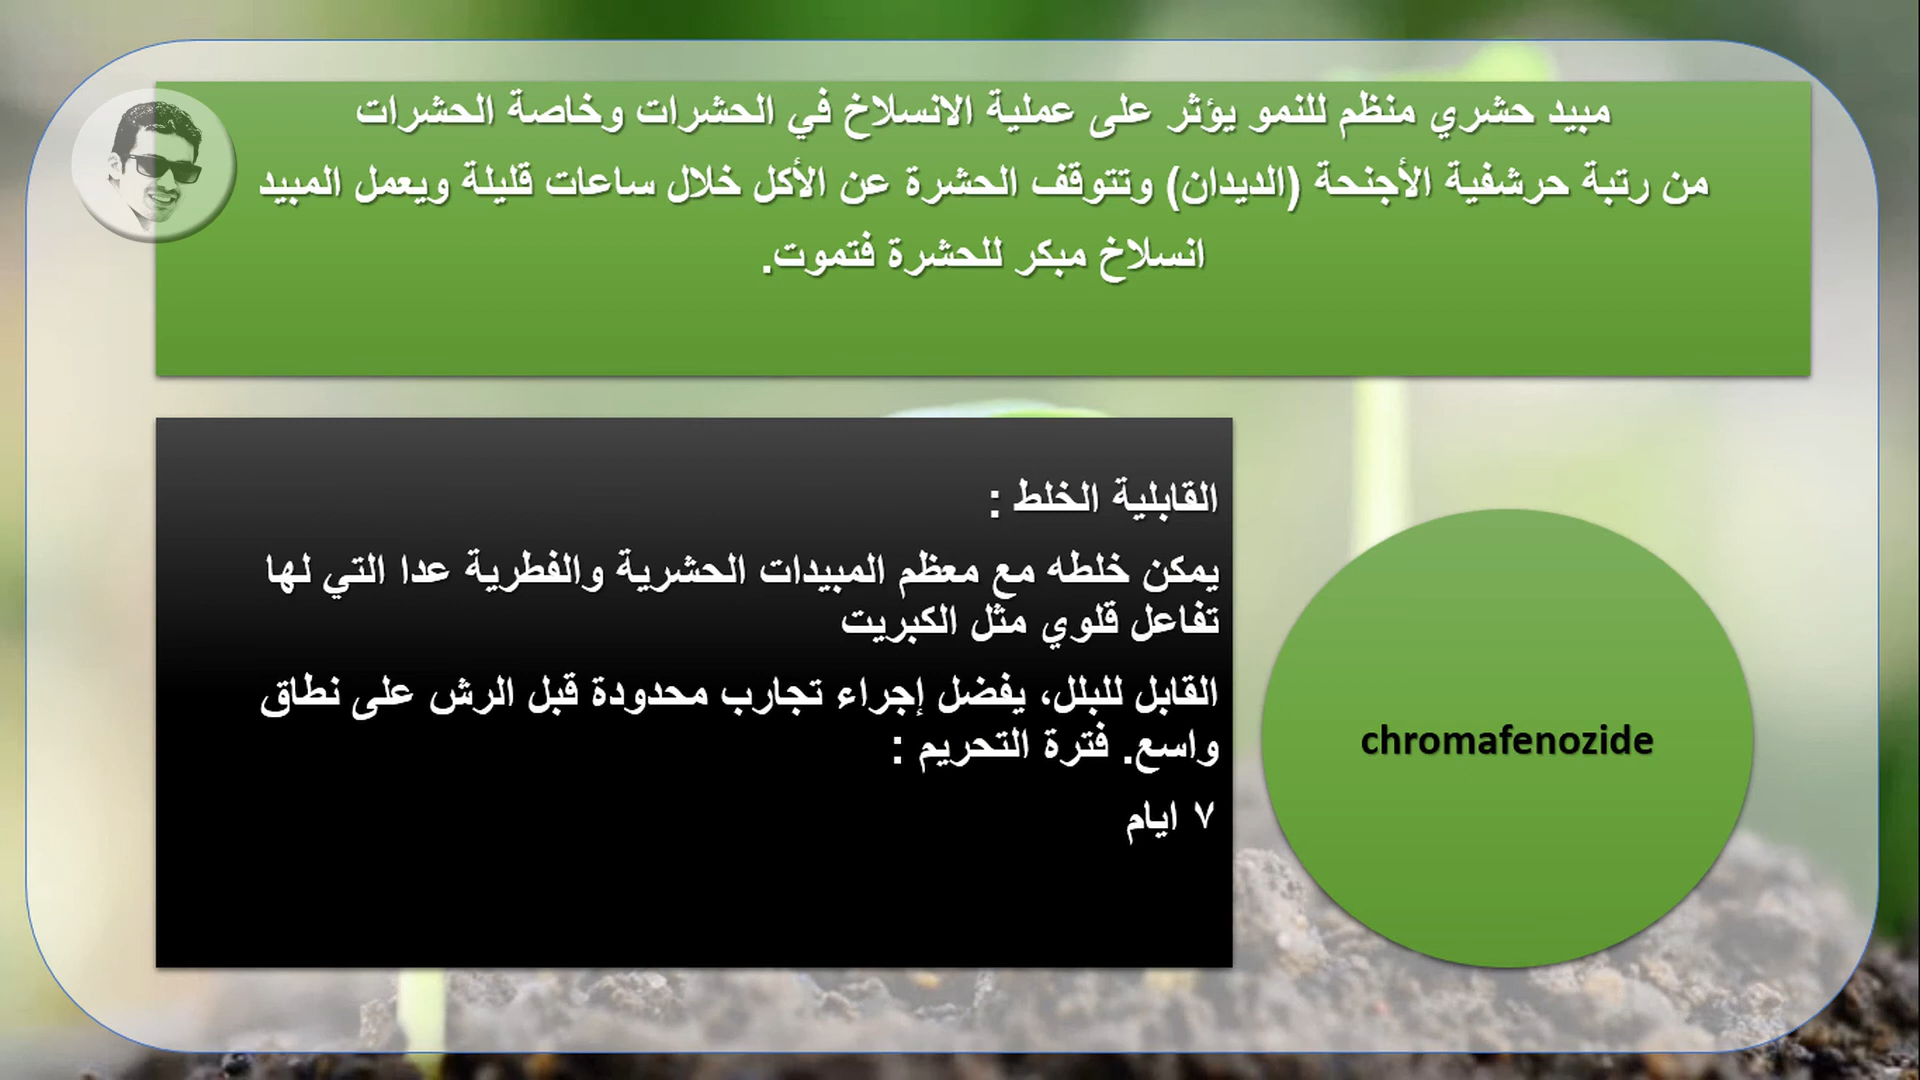 مبيد حشري منظم للنمو يؤثر على عملية الانسلاخ في الحشرات وخاصة الحشرات
من رتبة حرشفية الأجنحة (الديدان) وتتوقف الحشرة عن الأكل خلال ساعات قليلة ويعمل المبيد
انسلاخ مبكر للحشرة فتموت.
القابلية الخلط :
يمكن خلطه مع معظم المبيدات الحشرية والفطرية عدا التي لها
تفاعل قلوي مثل الكبريت
القابل للبلل، يفضل إجراء تجارب محدودة قبل الرش على نطاق
واسع. فترة التحريم :
٧ ايام
chromafenozide